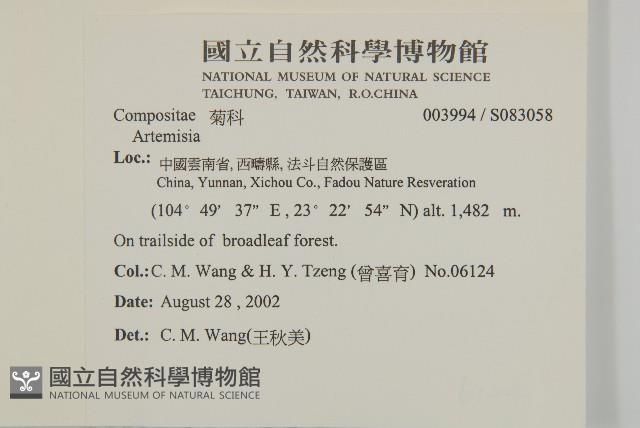 國立自然科學博物館
NATIONAL MUSEUM OF NATURAL SCIENCE
TAICHUNG, TAIWAN, R.O.CHINA
Compositae 菊科 003994 / S083058
Artemisia
Loc.: 中國雲南省, 西疇縣, 法斗自然保護區
China, Yunnan, Xichou Co., Fadou Nature Resveration
(104° 49' 37” E , 23° 22' 54” N) alt. 1,482 m.
On trailside of broadleaf forest.
Col.: C. M. Wang & H. Y. Tzeng (曾喜育) No.06124
Date: August 28 , 2002
Det.: C. M. Wang(王秋美)
國立自然科學博物館
NATIONAL MUSEUM OF NATURAL SCIENCE